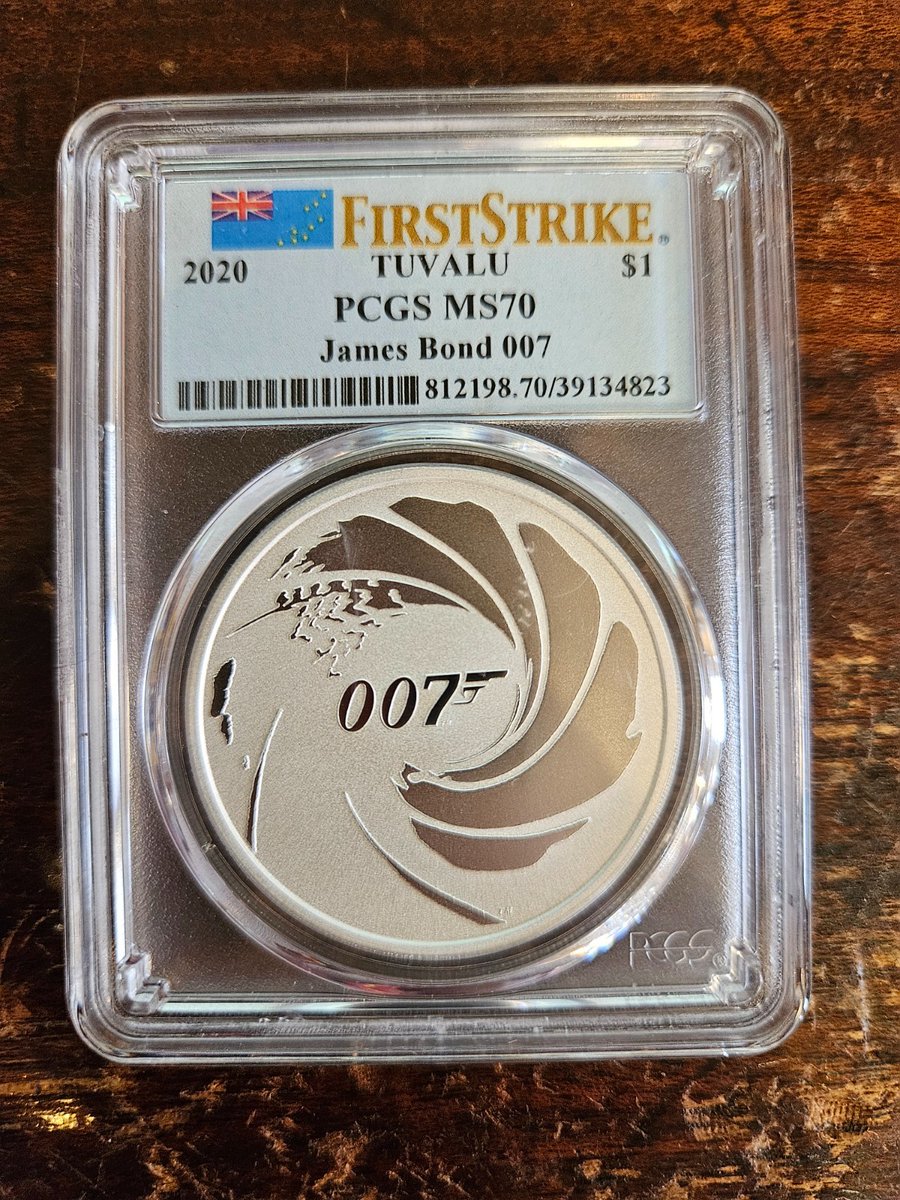 FIRSTSTRIKE®
2020 TUVALU $1
PCGS MS70
James Bond 007
812198.70/39134823
007
PCGS®